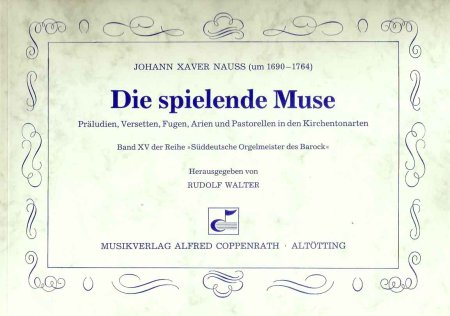 JOHANN XAVER NAUSS (um 1690–1764)
Die spielende Muse
Präludien, Versetten, Fugen, Arien und Pastorellen in den Kirchentonarten
Band XV der Reihe »Süddeutsche Orgelmeister des Barock«
Herausgegeben von
RUDOLF WALTER
MUSIKVERLAG ALFRED COPPENRATH · ALTÖTTING